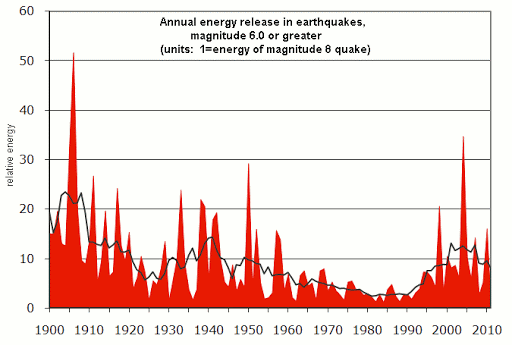 Annual energy release in earthquakes,
magnitude 6.0 or greater
(units: 1=energy of magnitude 8 quake)
60
50
40
30
20
10
0
relative energy
1900 1910 1920 1930 1940 1950 1960 1970 1980 1990 2000 2010